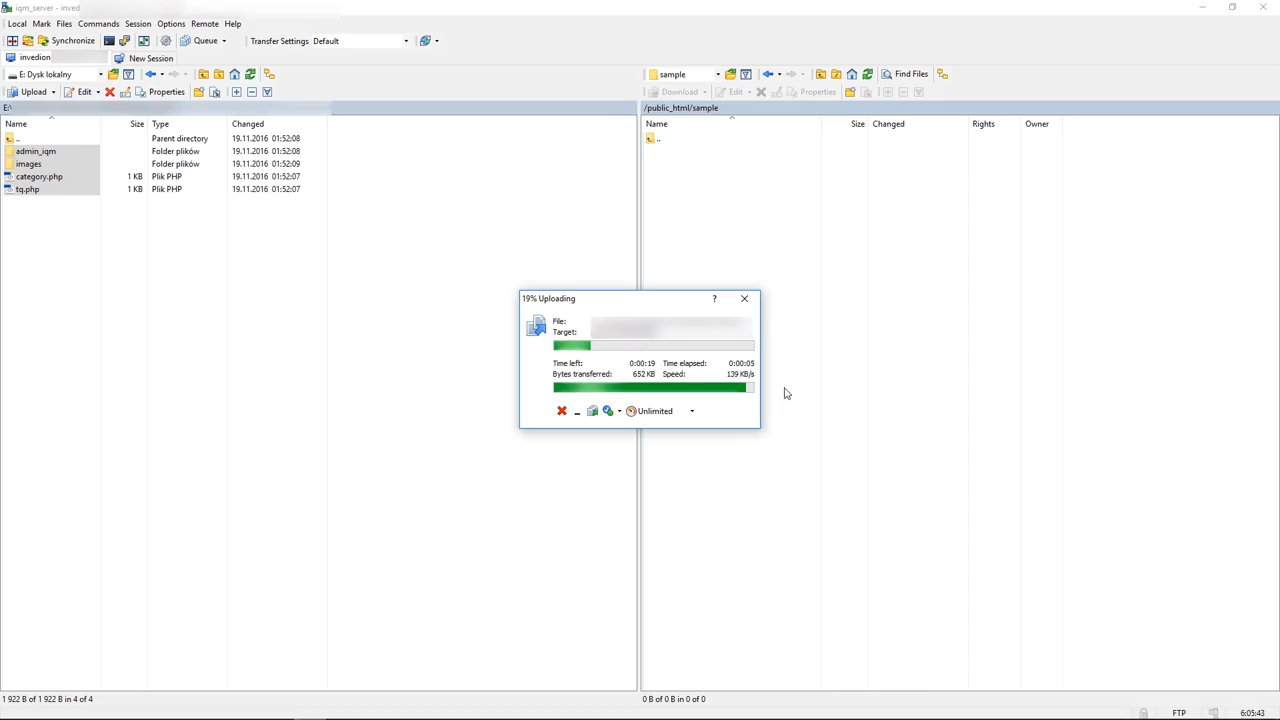 iqm_server - inved
Local Mark Files Commands Session Options Remote Help
Synchronize Queue Transfer Settings Default
invedion New Session
E: Dysk lokalny sample Find Files
Upload Edit Properties Download Edit Properties
E:\ /public_html/sample
Name Size Type Changed Name Size Changed Rights Owner
.. Parent directory 19.11.2016 01:52:08 ..
admin_iqm Folder plików 19.11.2016 01:52:08
images Folder plików 19.11.2016 01:52:09
category.php 1 KB Plik PHP 19.11.2016 01:52:07
tq.php 1 KB Plik PHP 19.11.2016 01:52:07
19% Uploading ?
File:
Target:
Time left: 0:00:19 Time elapsed: 0:00:05
Bytes transferred: 652 KB Speed: 139 KB/s
Unlimited
1 922 B of 1 922 B in 4 of 4 0 B of 0 B in 0 of 0
FTP 6:05:43